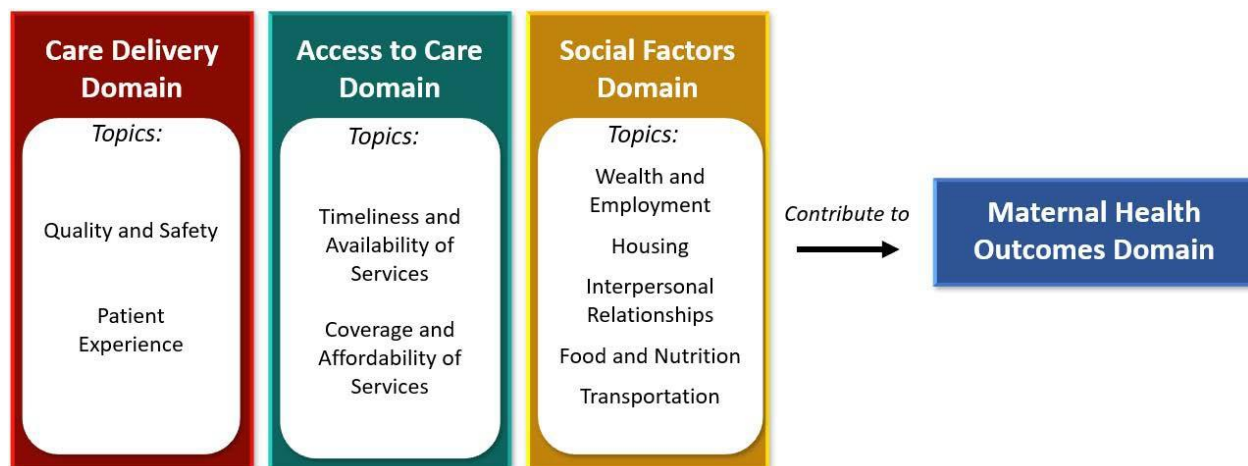 Care Delivery
Domain
Topics:
Quality and Safety
Patient
Experience
Access to Care
Domain
Topics:
Timeliness and
Availability of
Services
Coverage and
Affordability of
Services
Social Factors
Domain
Topics:
Wealth and
Employment
Housing
Interpersonal
Relationships
Food and Nutrition
Transportation
Contribute to
Maternal Health
Outcomes Domain